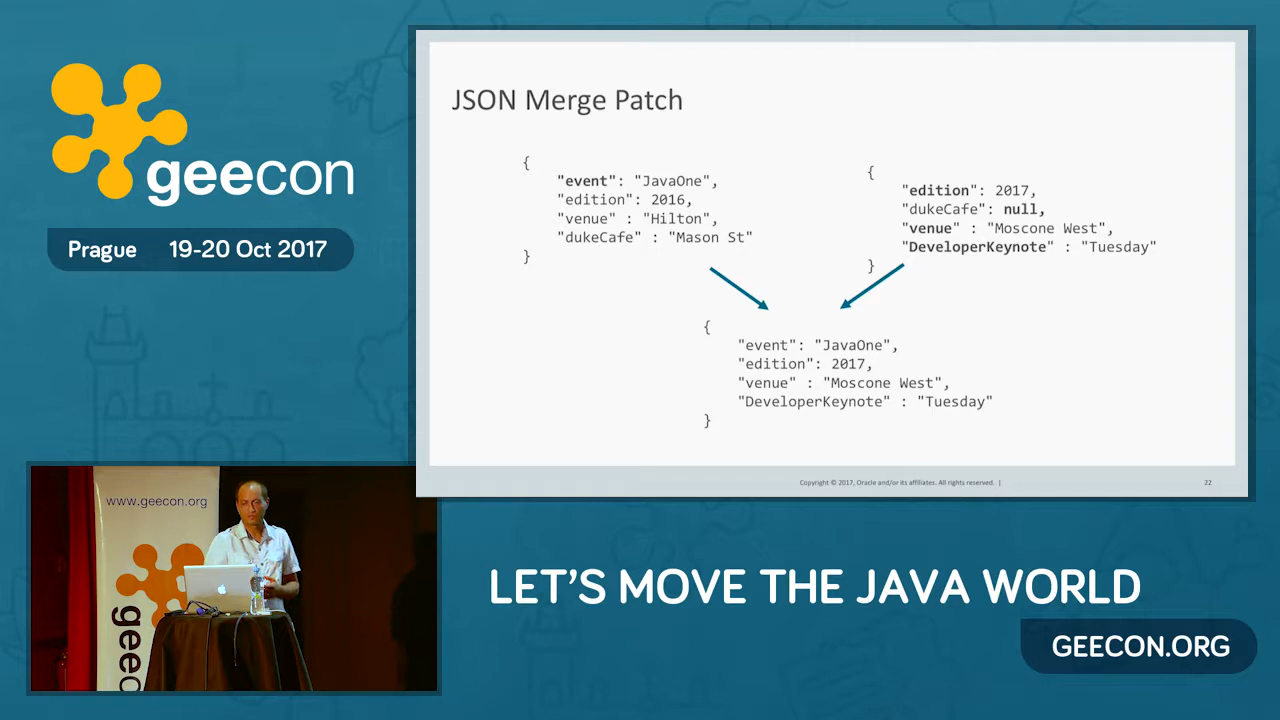 geecon
Prague 19-20 Oct 2017
JSON Merge Patch
{
"event": "JavaOne",
"edition": 2016,
"venue" : "Hilton",
"dukeCafe" : "Mason St"
}
{
"edition": 2017,
"dukeCafe": null,
"venue" : "Moscone West",
"DeveloperKeynote" : "Tuesday"
}
{
"event": "JavaOne",
"edition": 2017,
"venue" : "Moscone West",
"DeveloperKeynote" : "Tuesday"
}
Copyright © 2017, Oracle and/or its affiliates. All rights reserved. |
22
www.geecon.org
geec
LET'S MOVE THE JAVA WORLD
GEECON.ORG